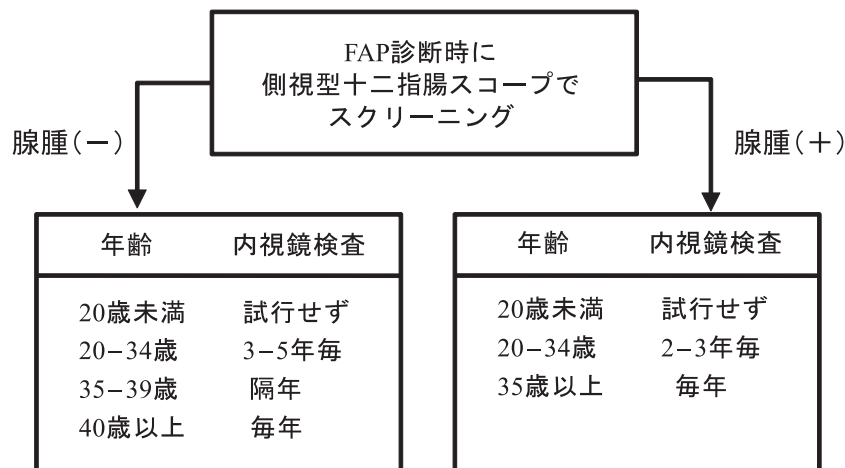 FAP診断時に
側視型十二指腸スコープで
スクリーニング
腺腫(－)
腺腫(＋)
年齢 内視鏡検査
20歳未満 試行せず
20−34歳 3−5年毎
35−39歳 隔年
40歳以上 毎年
年齢 内視鏡検査
20歳未満 試行せず
20−34歳 2−3年毎
35歳以上 毎年